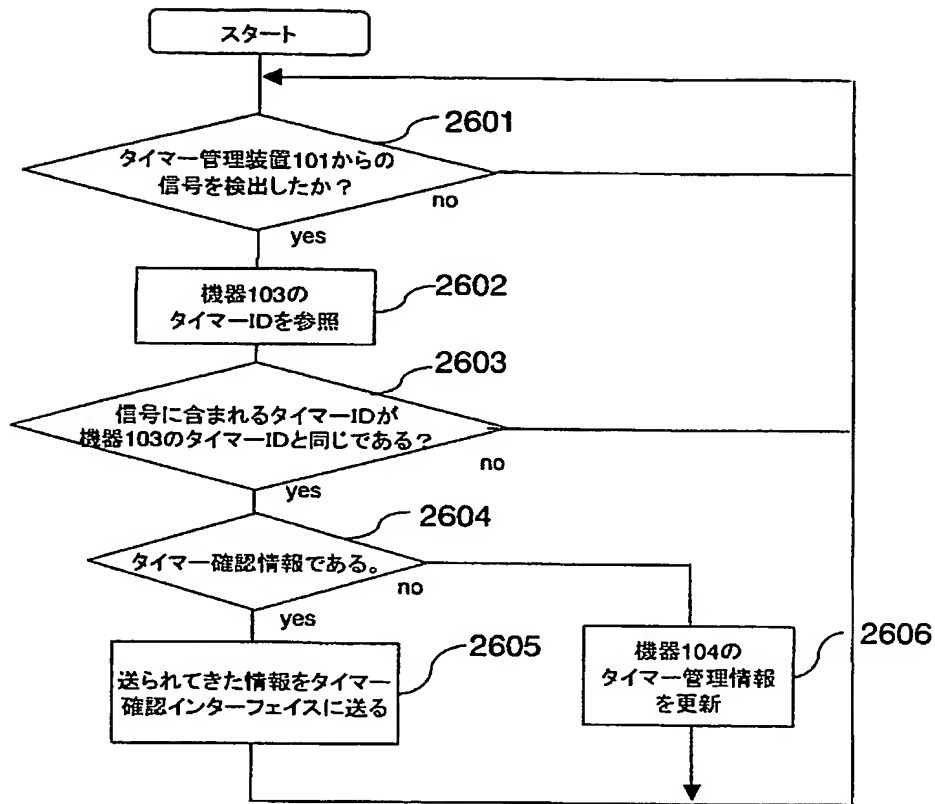 スタート
2601
タイマー管理装置101からの
信号を検出したか？
no
yes
2602
機器103の
タイマーIDを参照
2603
信号に含まれるタイマーIDが
機器103のタイマーIDと同じである？
no
yes
2604
タイマー確認情報である。
no
yes
2605
送られてきた情報をタイマー
確認インターフェイスに送る
2606
機器104の
タイマー管理情報
を更新